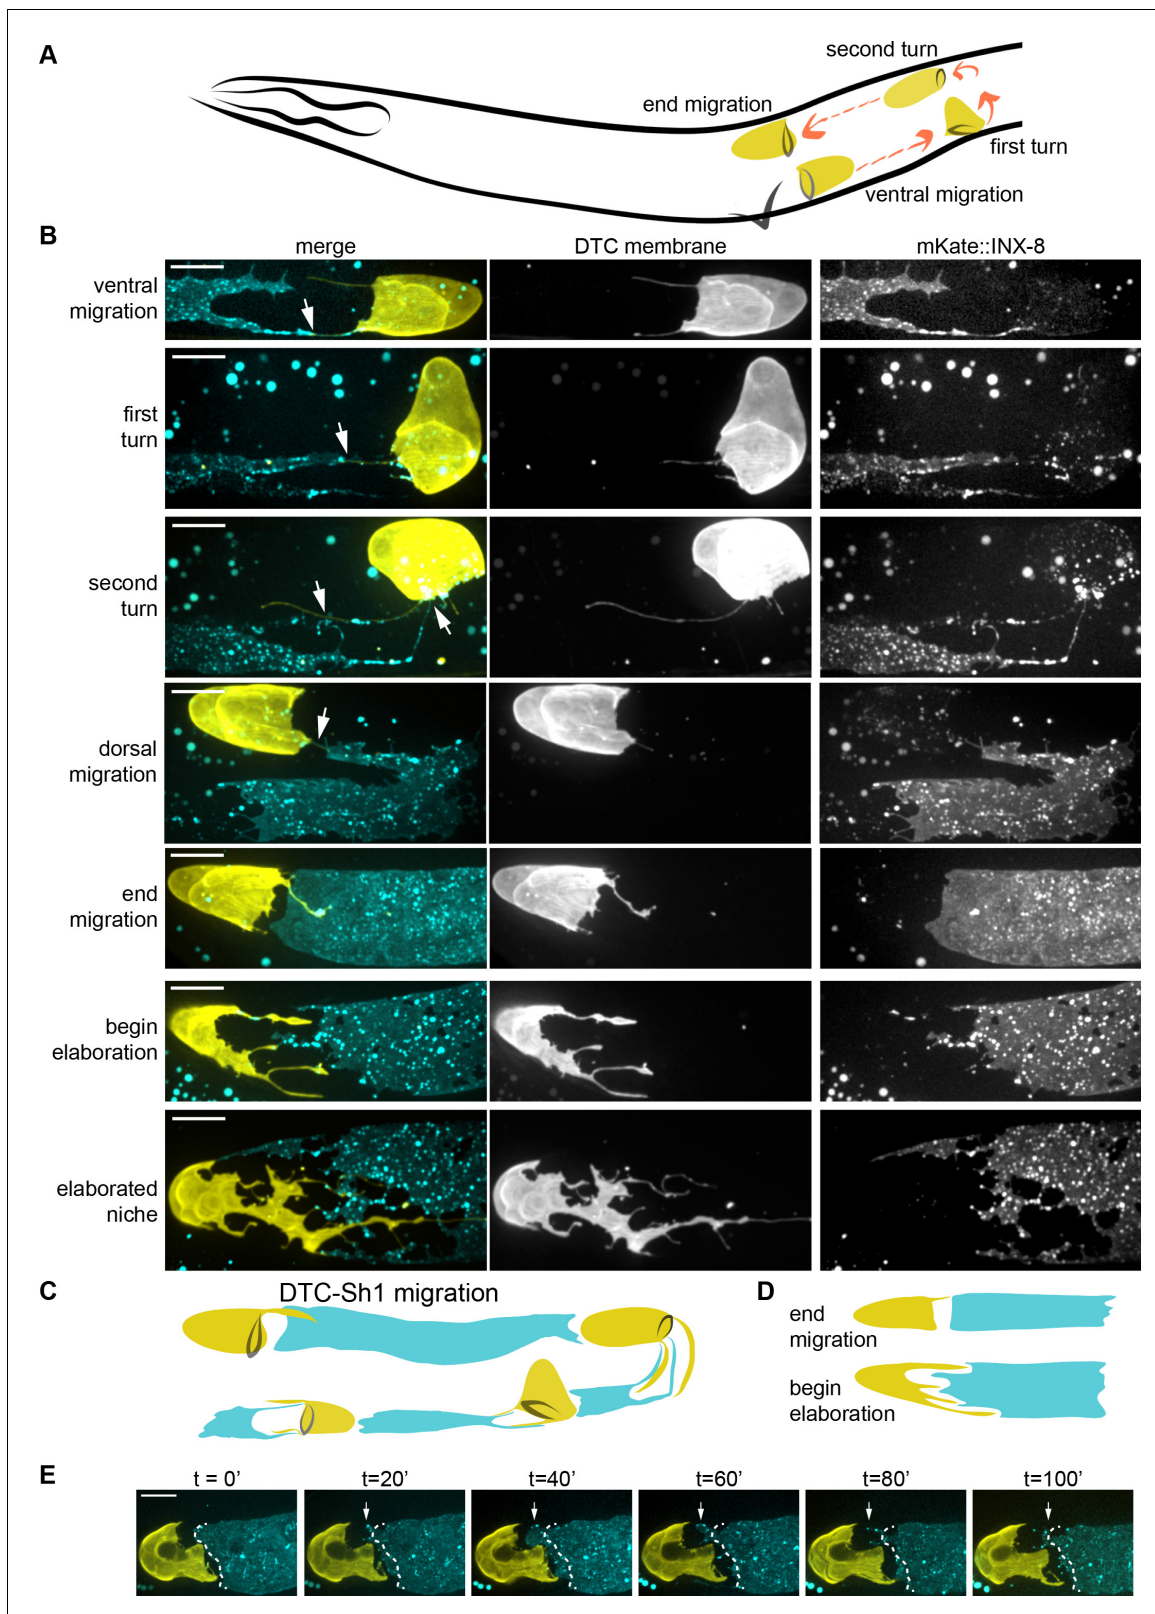 A
second turn
end migration
first turn
ventral migration
B
merge
DTC membrane
mKate::INX-8
ventral
migration
first
turn
second
turn
dorsal
migration
end
migration
begin
elaboration
elaborated
niche
C
DTC-Sh1 migration
D
end
migration
begin
elaboration
E
t = 0’
t=20’
t=40’
t=60’
t=80’
t=100’